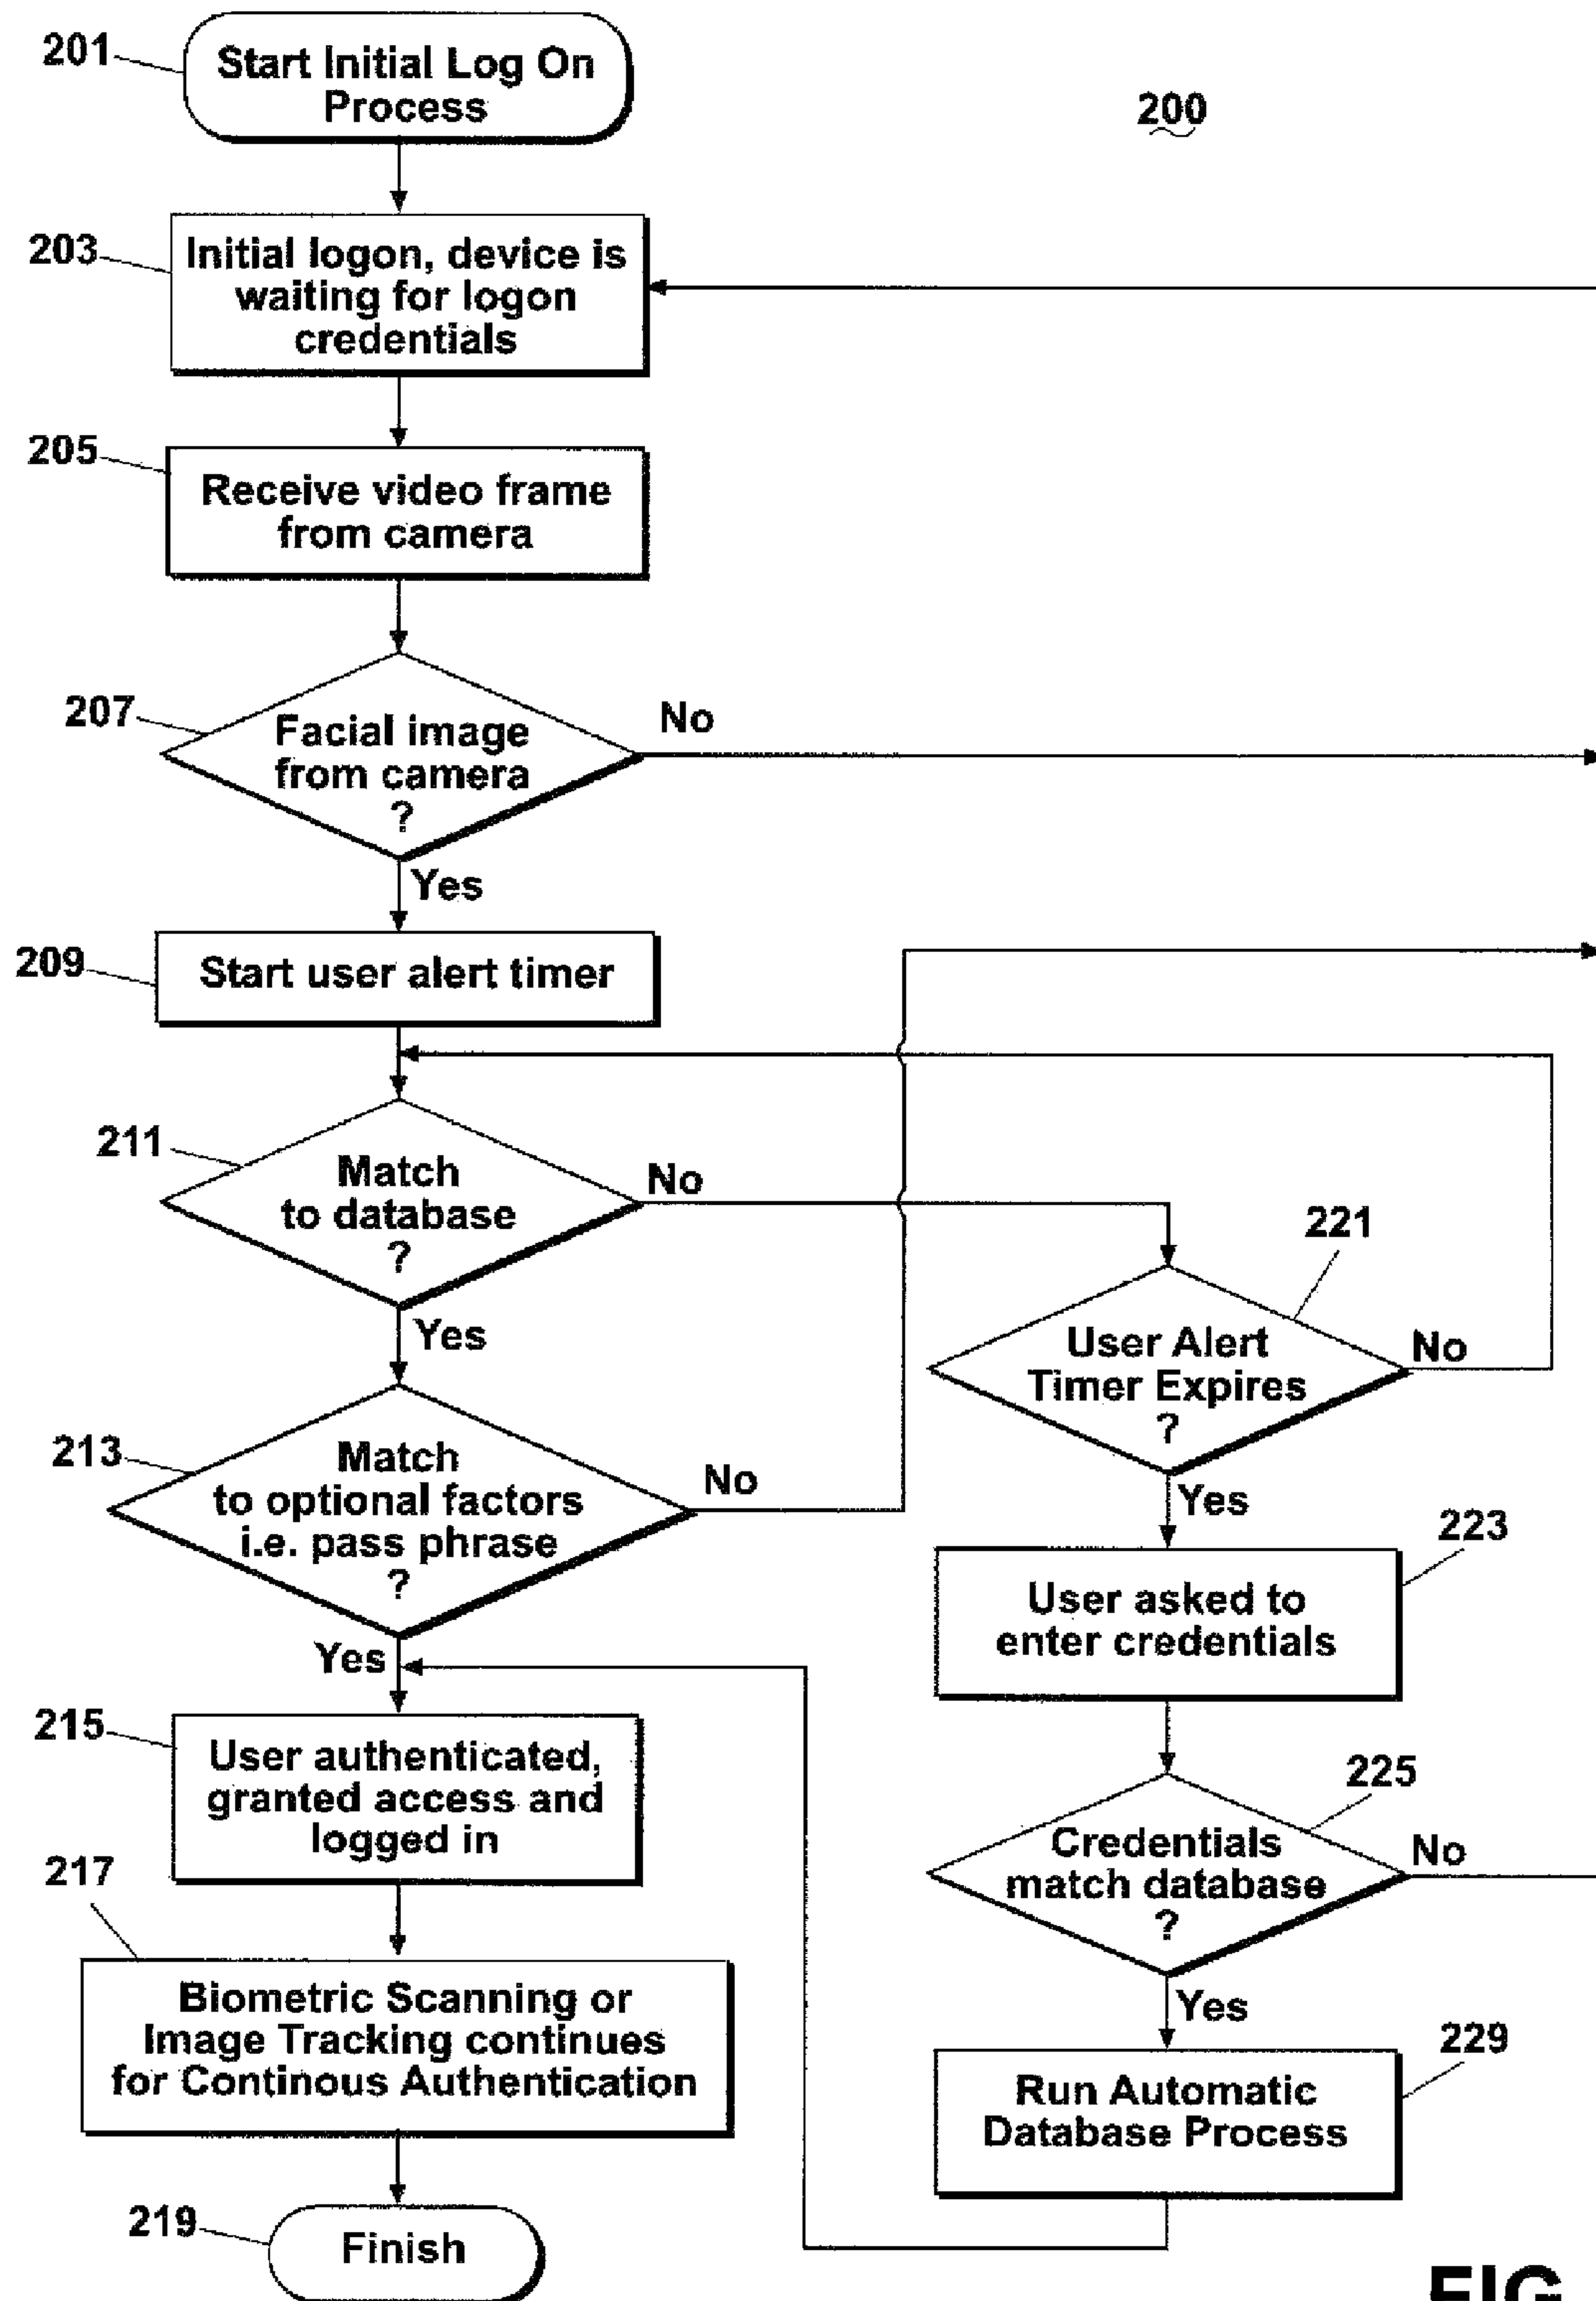 201
Start Initial Log On
Process
200
203
Initial logon, device is
waiting for logon
credentials
205
Receive video frame
from camera
207
Facial image
from camera
?
No
Yes
209
Start user alert timer
211
Match
to database
?
No
Yes
221
User Alert
Timer Expires
?
No
Yes
213
Match
to optional factors
i.e. pass phrase
?
No
Yes
223
User asked to
enter credentials
215
User authenticated,
granted access and
logged in
225
Credentials
match database
?
No
Yes
217
Biometric Scanning or
Image Tracking continues
for Continous Authentication
229
Run Automatic
Database Process
219
Finish
FIG